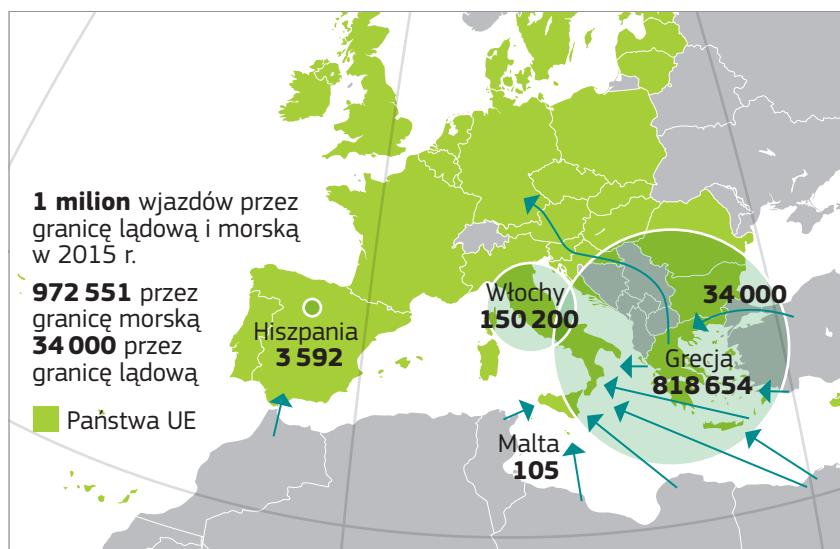 1 milion wjazdów przez
granicę lądową i morską
w 2015 r.
972 551 przez
granicę morską
34 000 przez
granicę lądową
Państwa UE
Hiszpania
3 592
Włochy
150 200
34 000
Grecja
818 654
Malta
105